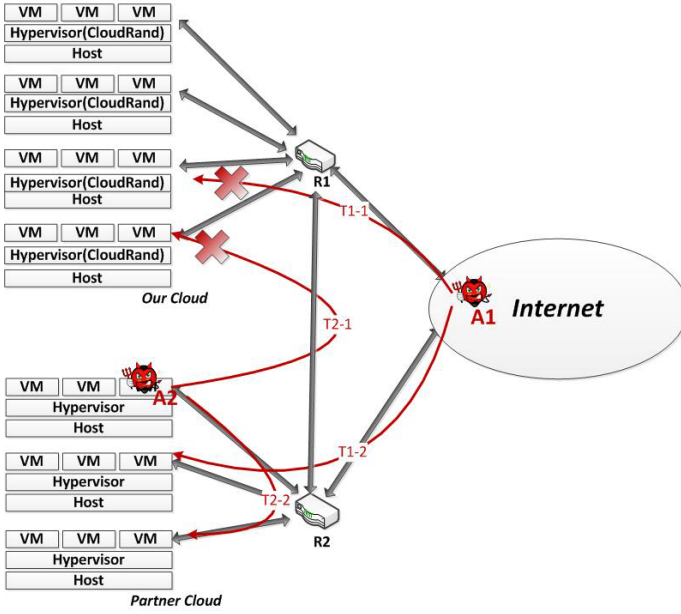 VM VM VM
Hypervisor(CloudRand)
Host
VM VM VM
Hypervisor(CloudRand)
Host
VM VM VM
Hypervisor(CloudRand)
Host
R1
T1-1
VM VM VM
Hypervisor(CloudRand)
Host
Our Cloud
T2-1
Internet
A1
VM VM
A2
Hypervisor
Host
T1-2
VM VM VM
Hypervisor
Host
T2-2
R2
VM VM VM
Hypervisor
Host
Partner Cloud